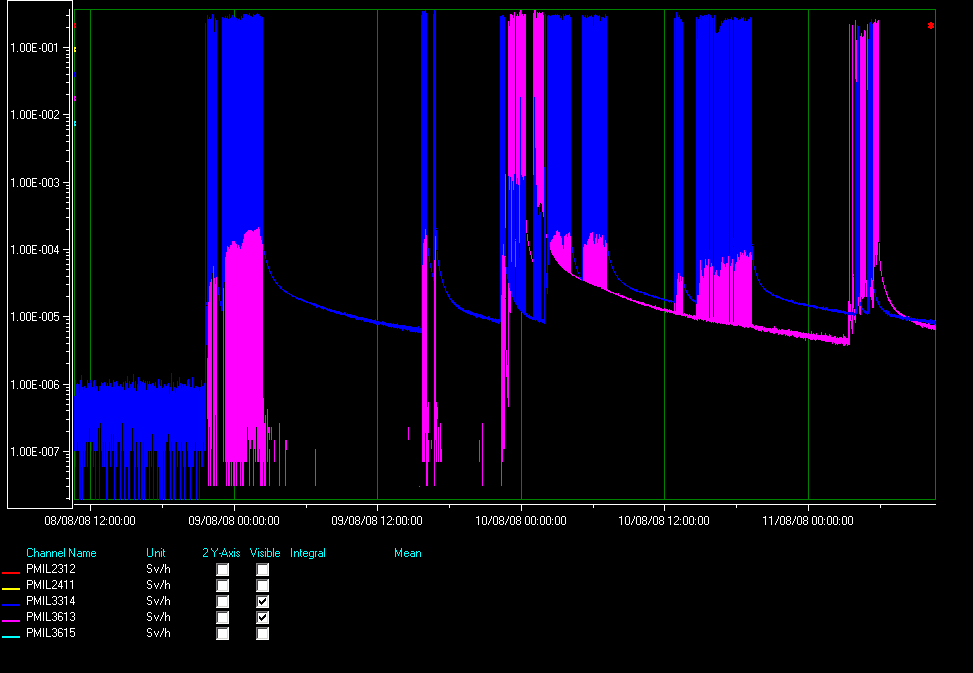 1.00E-001
1.00E-002
1.00E-003
1.00E-004
1.00E-005
1.00E-006
1.00E-007
08/08/08 12:00:00 09/08/08 00:00:00 09/08/08 12:00:00 10/08/08 00:00:00 10/08/08 12:00:00 11/08/08 00:00:00
Channel Name Unit 2 Y-Axis Visible Integral Mean
PMIL2312 Sv/h
PMIL2411 Sv/h
PMIL3314 Sv/h
PMIL3613 Sv/h
PMIL3615 Sv/h